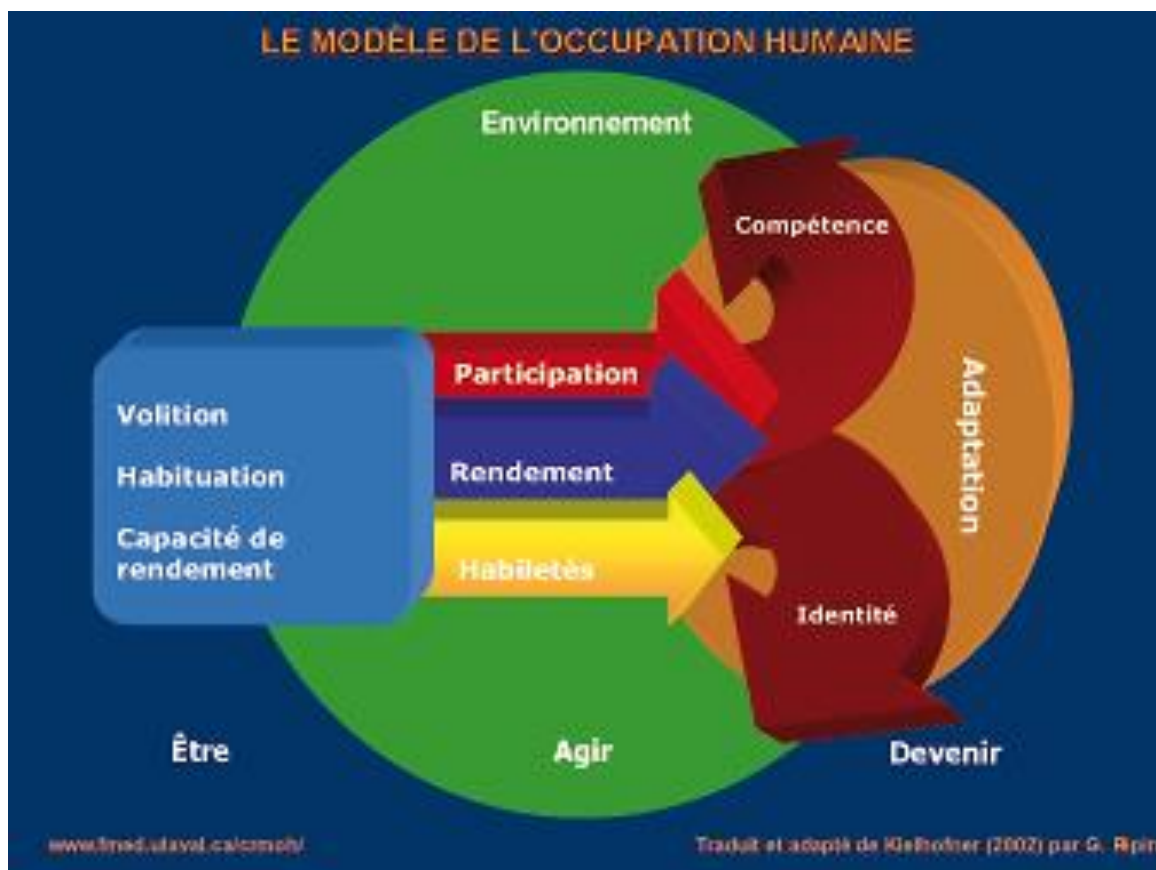 LE MODÈLE DE L'OCCUPATION HUMAINE
Environnement
Compétence
Participation
Volition
Adaptation
Habituation
Rendement
Capacité de
rendement
Habiletès
Identité
Être
Agir
Devenir
www.fmed.ulaval.ca/crmoh/
Traduit et adapté de Kielhofner (2002) par G.